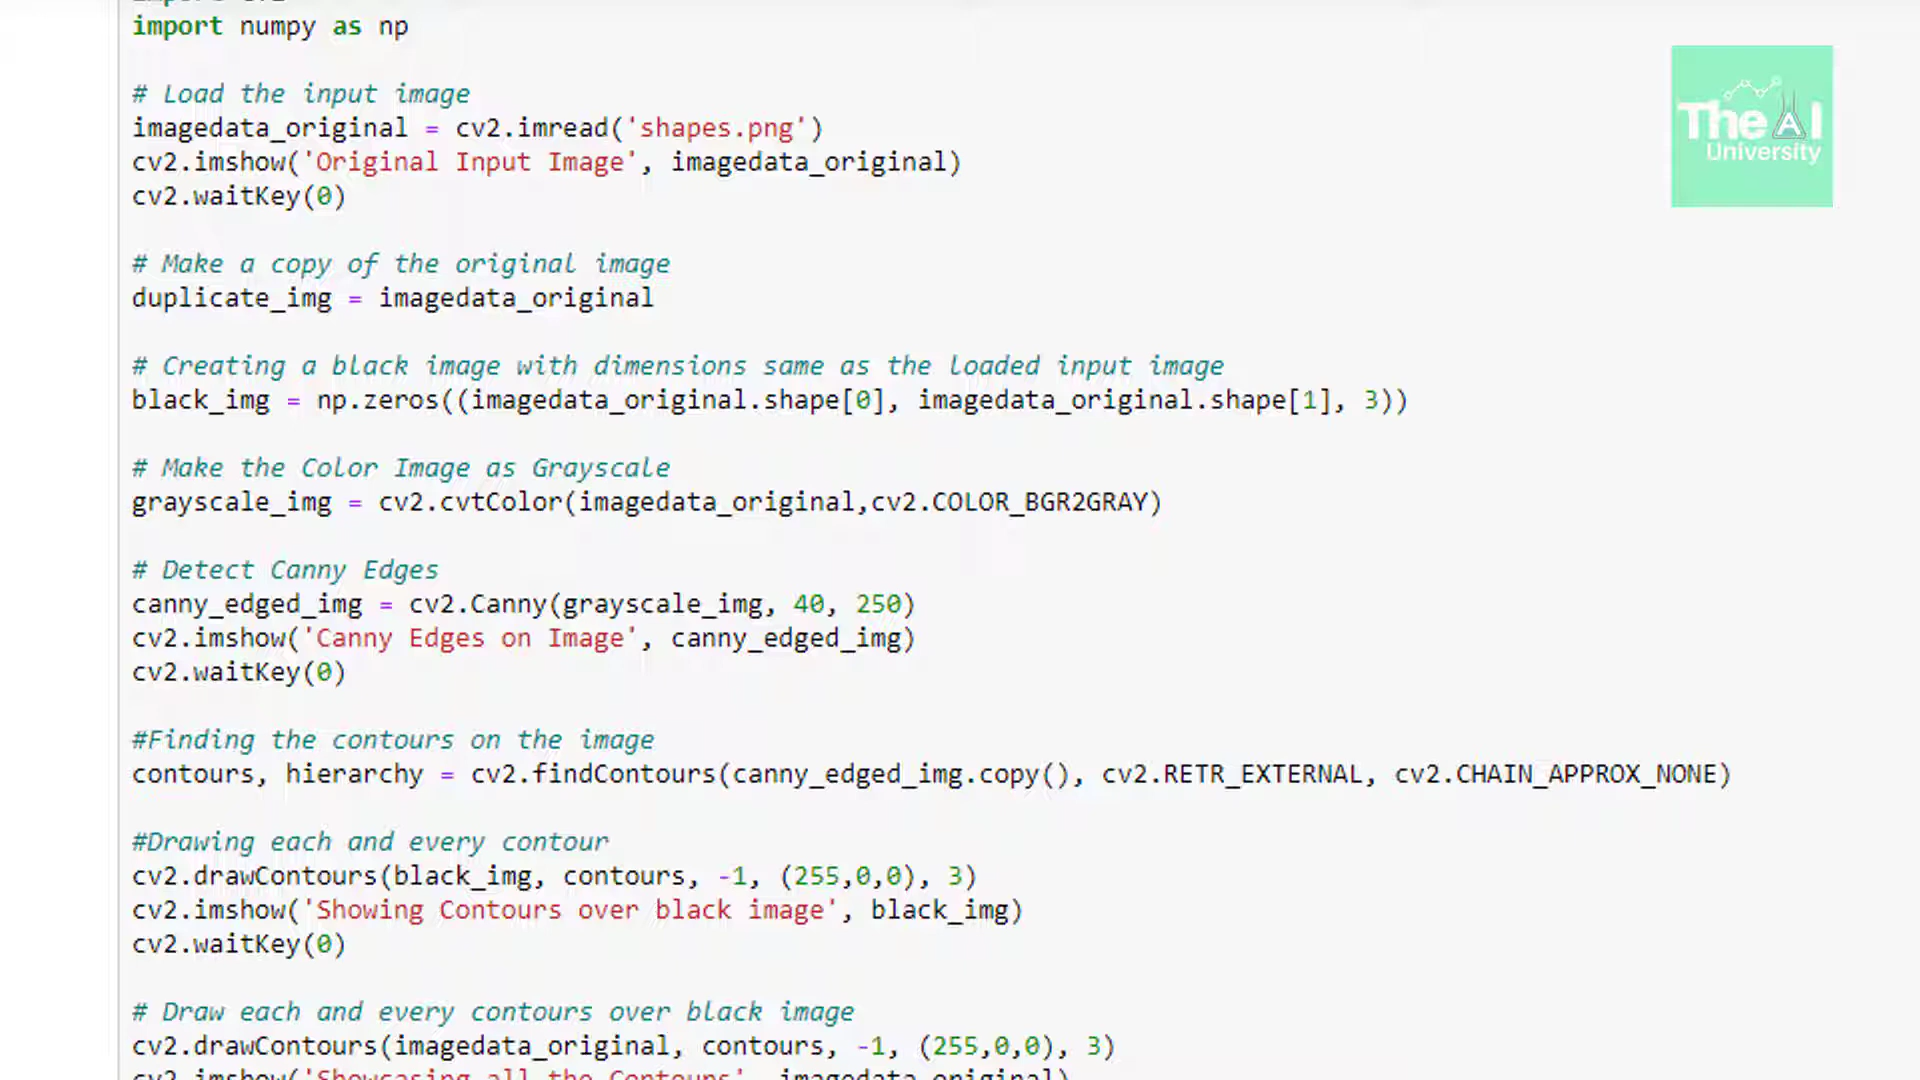 import numpy as np
# Load the input image
imagedata_original = cv2.imread('shapes.png')
cv2.imshow('Original Input Image', imagedata_original)
cv2.waitKey(0)
# Make a copy of the original image
duplicate_img = imagedata_original
# Creating a black image with dimensions same as the loaded input image
black_img = np.zeros((imagedata_original.shape[0], imagedata_original.shape[1], 3))
# Make the Color Image as Grayscale
grayscale_img = cv2.cvtColor(imagedata_original,cv2.COLOR_BGR2GRAY)
# Detect Canny Edges
canny_edged_img = cv2.Canny(grayscale_img, 40, 250)
cv2.imshow('Canny Edges on Image', canny_edged_img)
cv2.waitKey(0)
#Finding the contours on the image
contours, hierarchy = cv2.findContours(canny_edged_img.copy(), cv2.RETR_EXTERNAL, cv2.CHAIN_APPROX_NONE)
#Drawing each and every contour
cv2.drawContours(black_img, contours, -1, (255,0,0), 3)
cv2.imshow('Showing Contours over black image', black_img)
cv2.waitKey(0)
# Draw each and every contours over black image
cv2.drawContours(imagedata_original, contours, -1, (255,0,0), 3)
cv2.imshow('Showcasing all the Contours', imagedata_original)
The AI
University